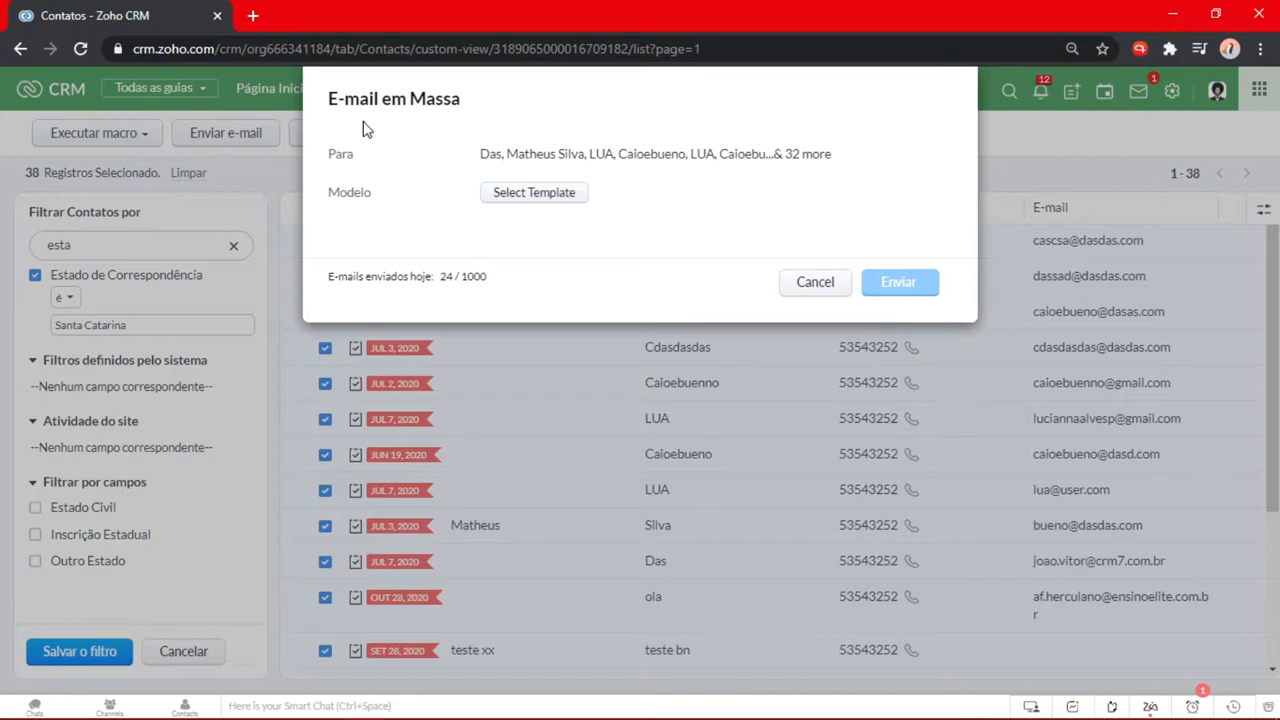 Contatos - Zoho CRM
crm.zoho.com/crm/org666341184/tab/Contacts/custom-view/3189065000016709182/list?page=1
CRM
Todas as guias
Página Inici
12
1
Executar macro
Enviar e-mail
38 Registros Selecionado. Limpar
1 - 38
E-mail em Massa
Para
Das, Matheus Silva, LUA, Caioebueno, LUA, Caioebu...& 32 more
Modelo
Select Template
E-mails enviados hoje: 24 / 1000
Cancel
Enviar
Filtrar Contatos por
esta
Estado de Correspondência
é
Santa Catarina
Filtros definidos pelo sistema
--Nenhum campo correspondente--
Atividade do site
--Nenhum campo correspondente--
Filtrar por campos
Estado Civil
Inscrição Estadual
Outro Estado
Salvar o filtro
Cancelar
E-mail
cascsa@dasdas.com
dassad@dasdas.com
caioebueno@dasas.com
JUL 3, 2020 Cdasdasdas 53543252 cdasdasdas@dasdas.com
JUL 2, 2020 Caioebuenno 53543252 caioebuenno@gmail.com
JUL 7, 2020 LUA 53543252 luciannaalvesp@gmail.com
JUN 19, 2020 Caioebueno 53543252 caioebueno@dasd.com
JUL 7, 2020 LUA 53543252 lua@user.com
JUL 3, 2020 Matheus Silva 53543252 bueno@dasdas.com
JUL 7, 2020 Das 53543252 joao.vitor@crm7.com.br
OUT 28, 2020 ola 53543252 af.herculano@ensinoelite.com.b
r
SET 28, 2020 teste xx teste bn 53543252
Chats
Channels
Contacts
Here is your Smart Chat (Ctrl+Space)
1